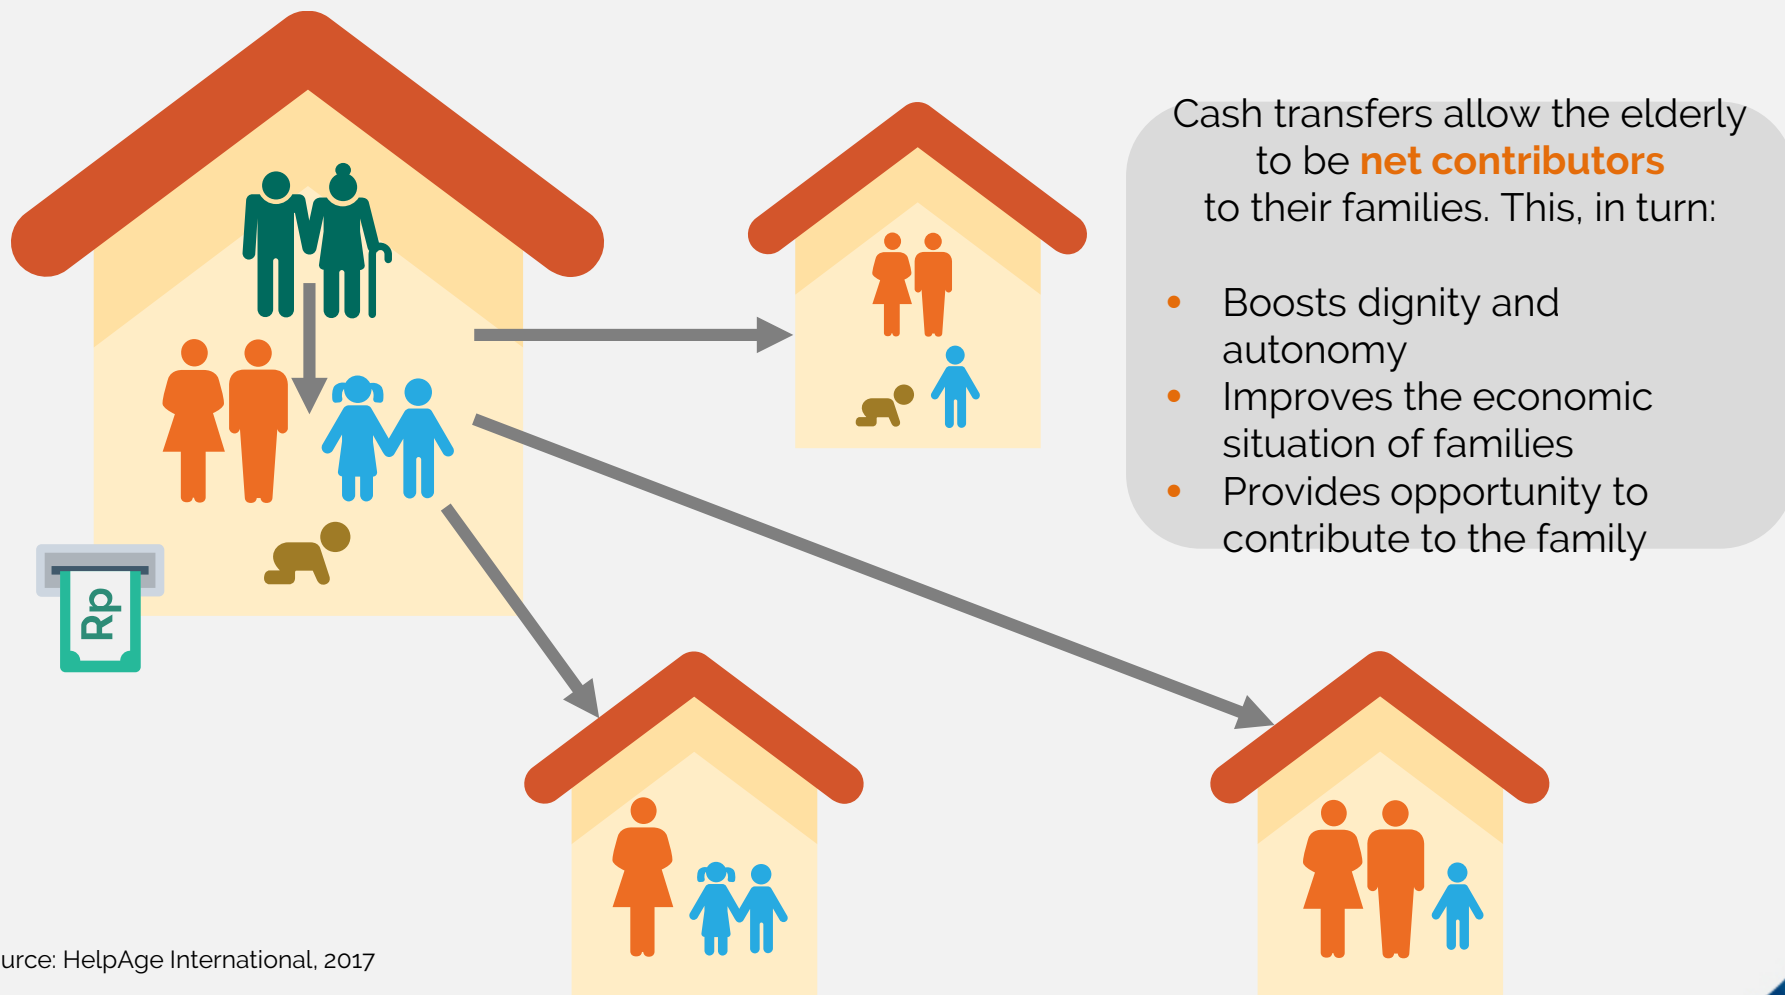 Cash transfers allow the elderly
to be net contributors
to their families. This, in turn:
• Boosts dignity and
autonomy
• Improves the economic
situation of families
• Provides opportunity to
contribute to the family
Rp
urce: HelpAge International, 2017